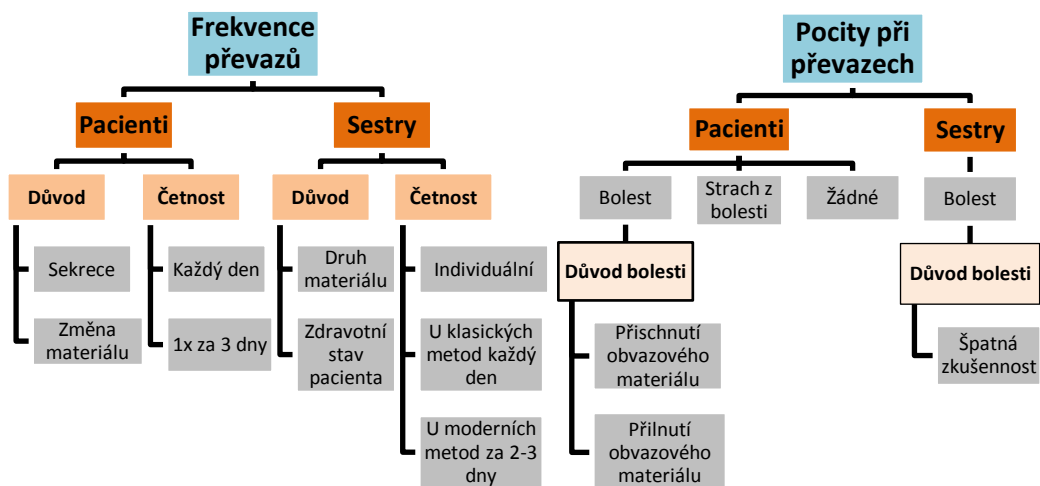 Frekvence
převazů
Pacienti
Sestry
Důvod
Četnost
Důvod
Četnost
Sekrece
Změna
materiálu
Každý den
1x za 3 dny
Druh
materiálu
Zdravotní
stav
pacienta
Individuální
U klasických
metod každý
den
U moderních
metod za 2-3
dny
Pocity při
převazech
Pacienti
Sestry
Bolest
Strach z
bolesti
Žádné
Bolest
Důvod bolesti
Přischnutí
obvazového
materiálu
Přilnutí
obvazového
materiálu
Důvod bolesti
Špatná
zkušennost